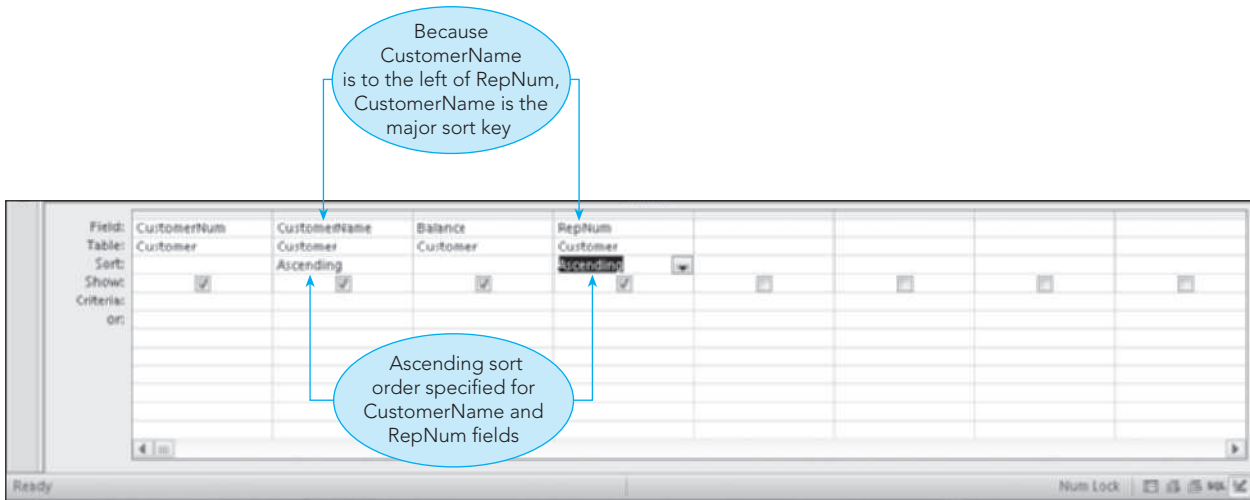 Because
CustomerName
is to the left of RepNum,
CustomerName is the
major sort key
Field: CustomerNum CustomerName Balance RepNum
Table: Customer Customer Customer Customer
Sort: Ascending Ascending
Show:
Criteria:
or:
Ascending sort
order specified for
CustomerName and
RepNum fields
Ready Num Lock SQL